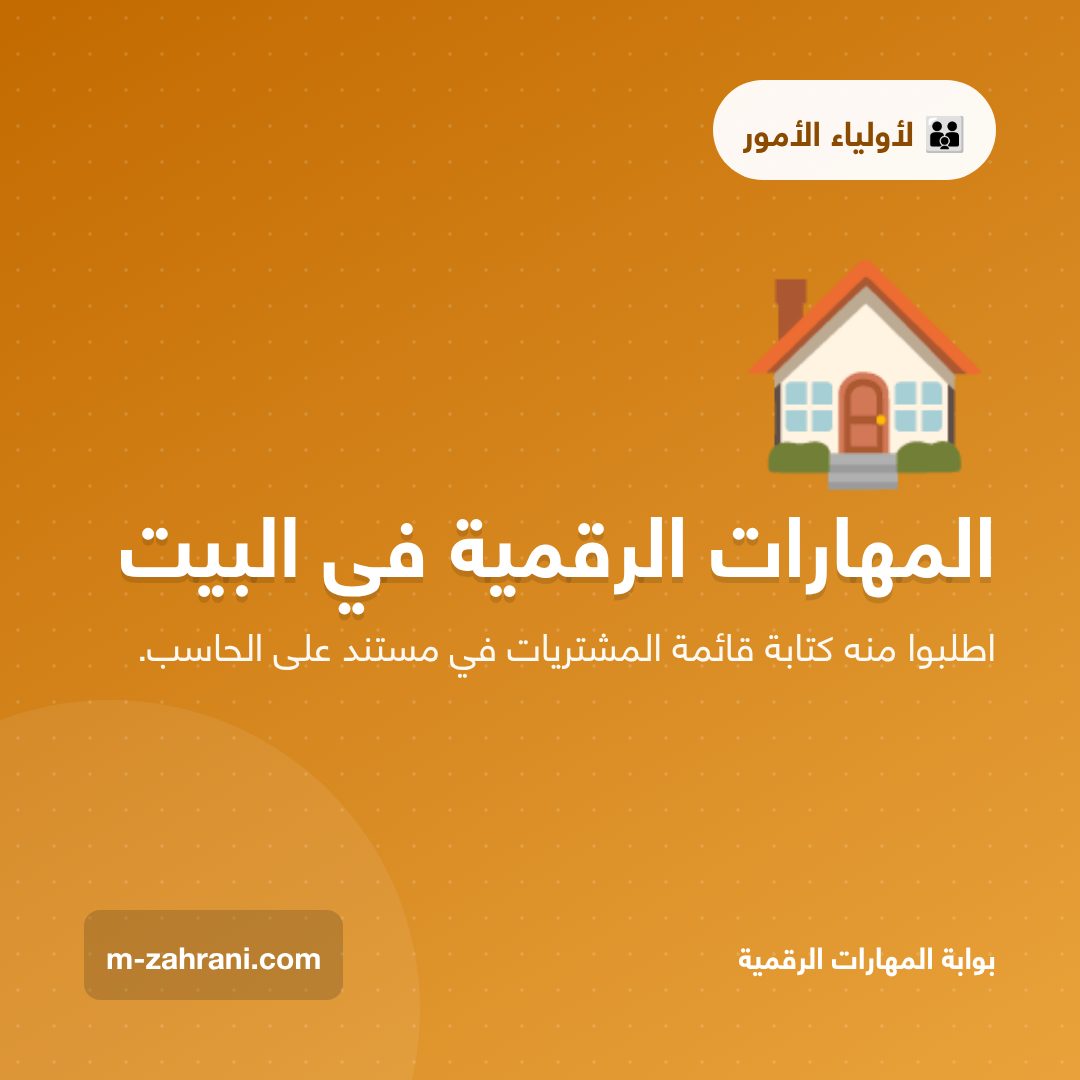 لأولياء الأمور
المهارات الرقمية في البيت
اطلبوا منه كتابة قائمة المشتريات في مستند على الحاسب.
بوابة المهارات الرقمية
m-zahrani.com